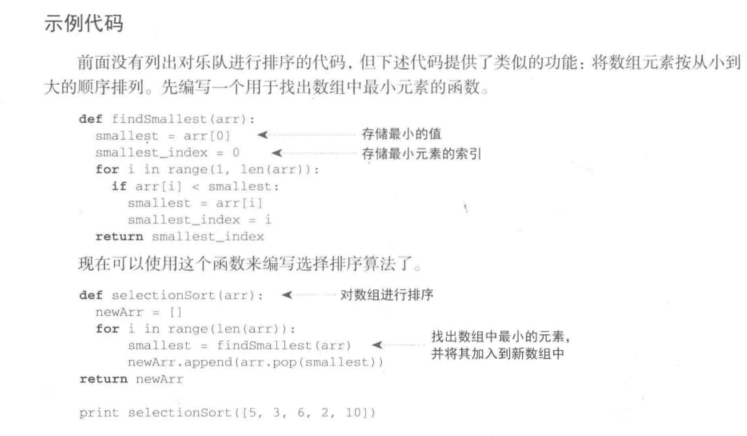 示例代码
前面没有列出对乐队进行排序的代码，但下述代码提供了类似的功能：将数组元素按从小到
大的顺序排列。先编写一个用于找出数组中最小元素的函数。
def findSmallest(arr):
  smallest = arr[0] 存储最小的值
  smallest_index = 0 存储最小元素的索引
  for i in range(1, len(arr)):
    if arr[i] < smallest:
      smallest = arr[i]
      smallest_index = i
  return smallest_index
现在可以使用这个函数来编写选择排序算法了。
def selectionSort(arr): 对数组进行排序
  newArr = []
  for i in range(len(arr)):
      smallest = findSmallest(arr) 找出数组中最小的元素，
      newArr.append(arr.pop(smallest)) 并将其加入到新数组中
return newArr
print selectionSort([5, 3, 6, 2, 10])